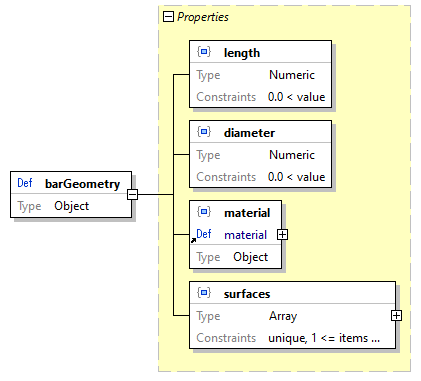 Properties
length
Type Numeric
Constraints 0.0 < value
diameter
Type Numeric
Constraints 0.0 < value
Def barGeometry
Type Object
material
Def material
Type Object
surfaces
Type Array
Constraints unique, 1 <= items ...